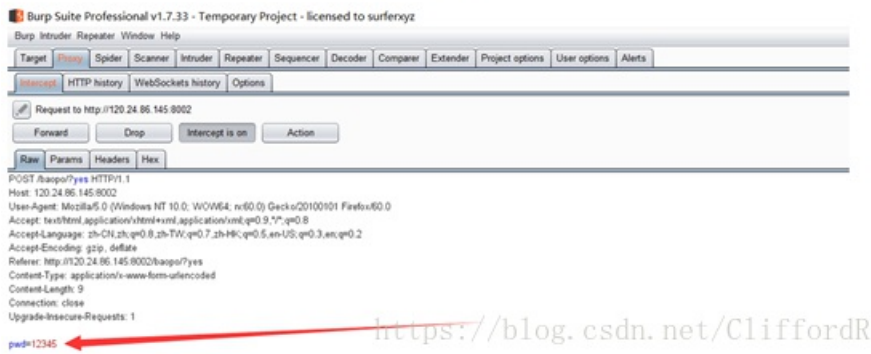 Burp Suite Professional v1.7.33 - Temporary Project - licensed to surferxyz
Burp Intruder Repeater Window Help
Target Proxy Spider Scanner Intruder Repeater Sequencer Decoder Comparer Extender Project options User options Alerts
Intercept HTTP history WebSockets history Options
Request to http://120.24.86.145:8002
Forward Drop Intercept is on Action
Raw Params Headers Hex
POST /baopo/?yes HTTP/1.1
Host: 120.24.86.145:8002
User-Agent: Mozilla/5.0 (Windows NT 10.0; WOW64; rv:60.0) Gecko/20100101 Firefox/60.0
Accept: text/html,application/xhtml+xml,application/xml;q=0.9,*/*;q=0.8
Accept-Language: zh-CN,zh;q=0.8,zh-TW;q=0.7,zh-HK;q=0.5,en-US;q=0.3,en;q=0.2
Accept-Encoding: gzip, deflate
Referer: http://120.24.86.145:8002/baopo/?yes
Content-Type: application/x-www-form-urlencoded
Content-Length: 9
Connection: close
Upgrade-Insecure-Requests: 1
https://blog.csdn.net/CliffordR
pwd=12345